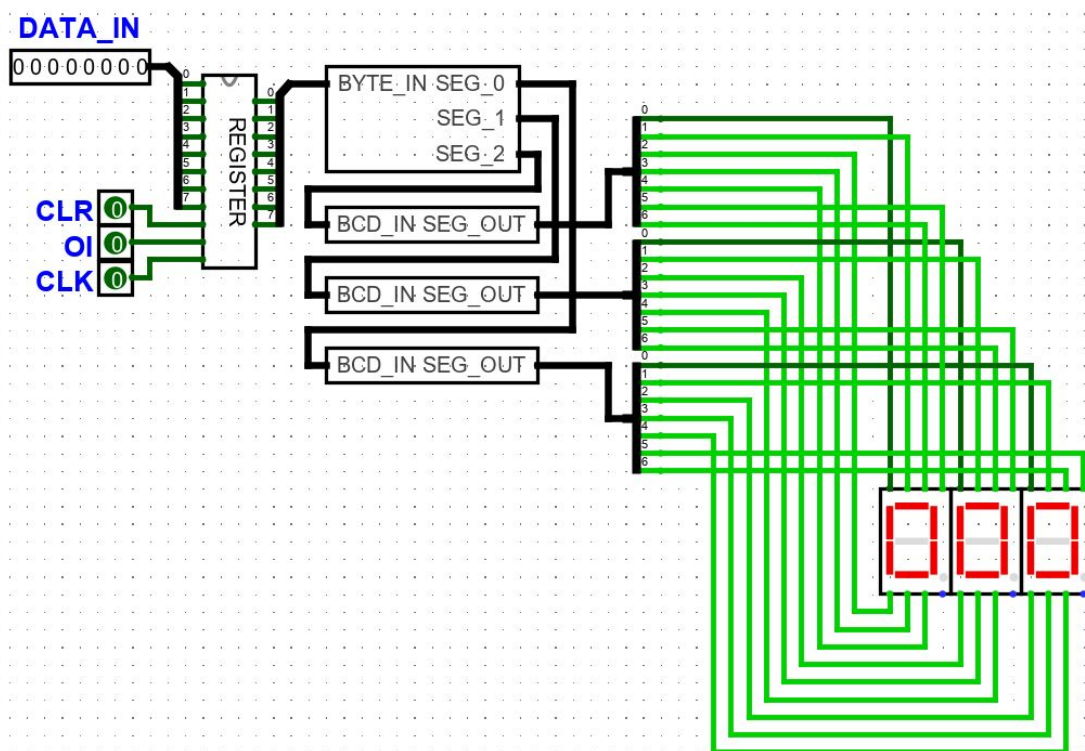 DATA_IN
00000000
0 1 2 3 4 5 6 7
REGISTER
0 1 2 3 4 5 6 7
CLR 0
OI 0
CLK 0
BYTE_IN SEG_0
SEG_1
SEG_2
BCD_IN SEG_OUT
BCD_IN SEG_OUT
BCD_IN SEG_OUT
0 1 2 3 4 5 6
0 1 2 3 4 5 6
0 1 2 3 4 5 6
000